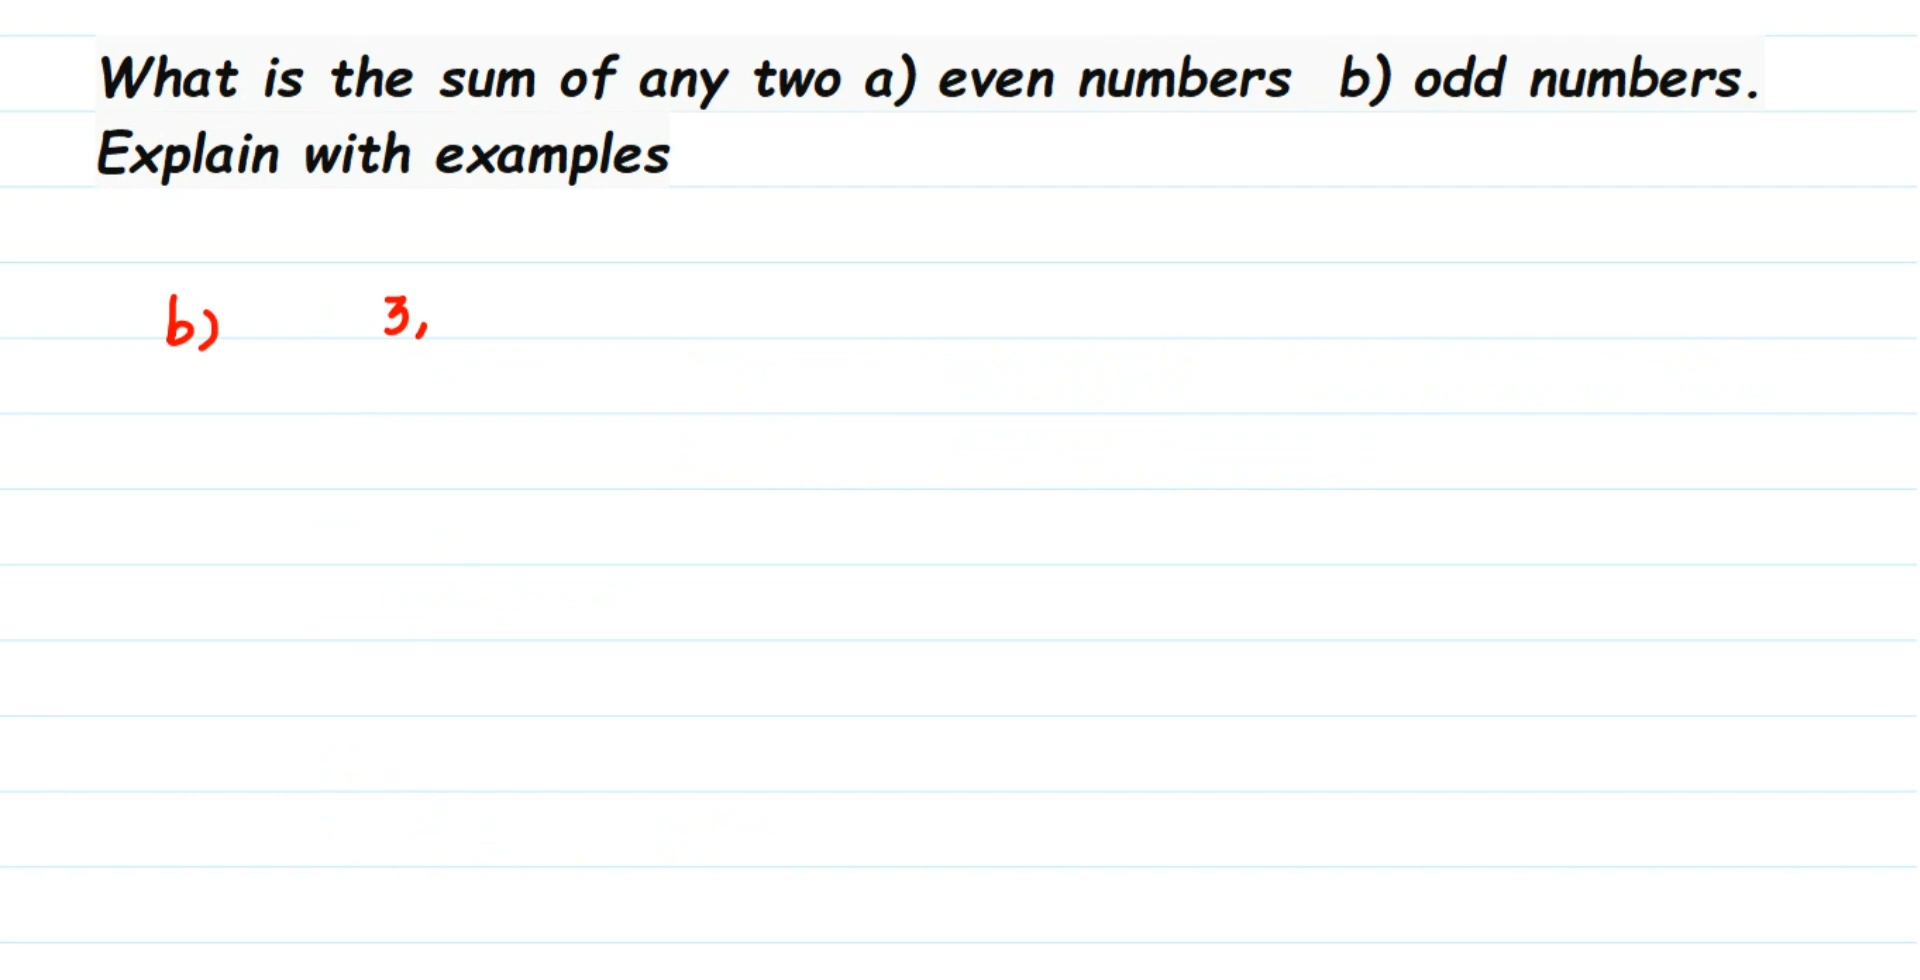 What is the sum of any two a) even numbers b) odd numbers.
Explain with examples
b) 3,